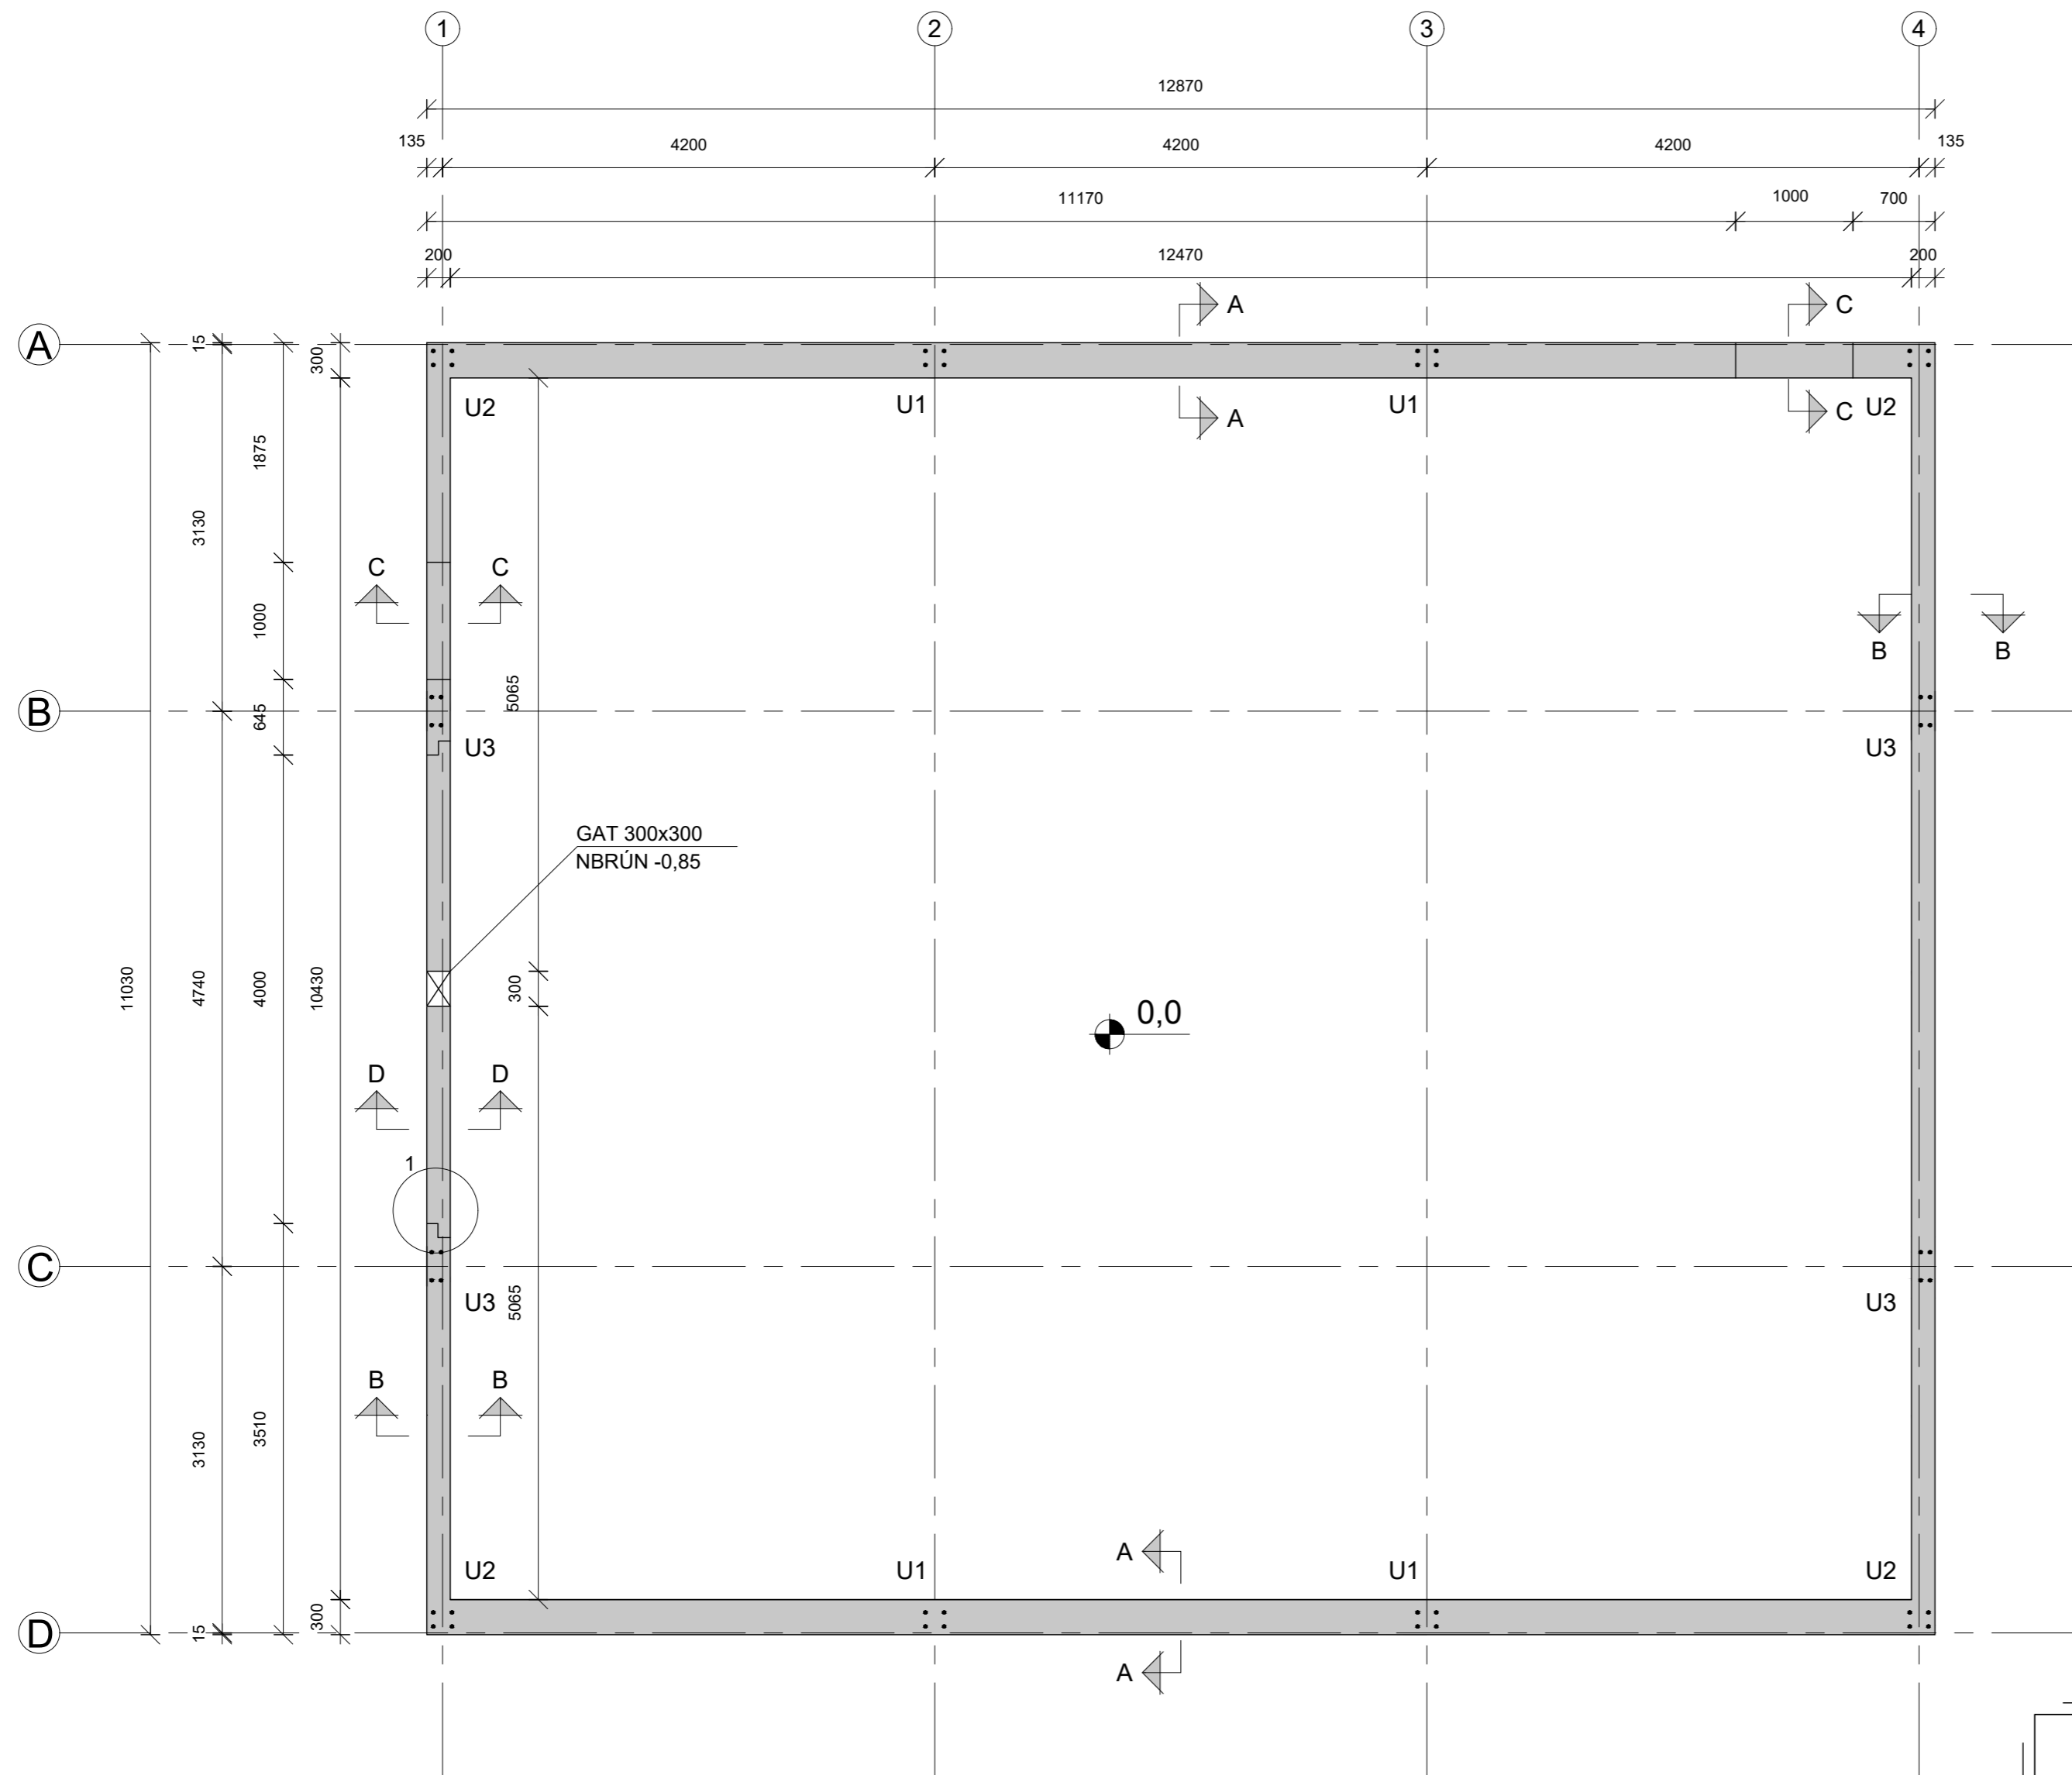 1 2 3 4
12870
135 4200 4200 4200 135
11170 1000 700
200 12470 200
A C
A 15 300
U2 U1 U1 U2
A C
1875
3130
C C
1000
B B
5065
B 645
U3 U3
GAT 300x300
NBRÚN -0,85
11030 4740 4000 10430 300
0,0
D D
1
C
U3 5065 U3
B B
3130 3510
A
U2 U1 U1 U2
D 15 300
A